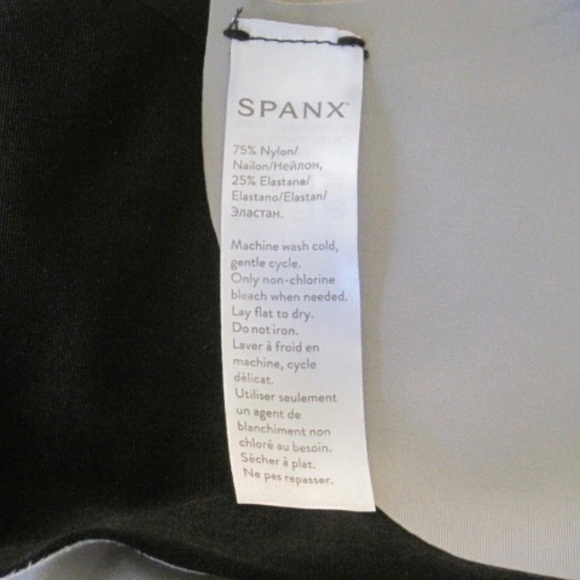 SPANX
75% Nylon/
Nailon/Нейлон,
25% Elastane/
Elastano/Elastan/
Эластан.
Machine wash cold,
gentle cycle.
Only non-chlorine
bleach when needed.
Lay flat to dry.
Do not iron.
Laver à froid en
machine, cycle
délicat.
Utiliser seulement
un agent de
blanchiment non
chloré au besoin.
Sécher à plat.
Ne pas repasser.